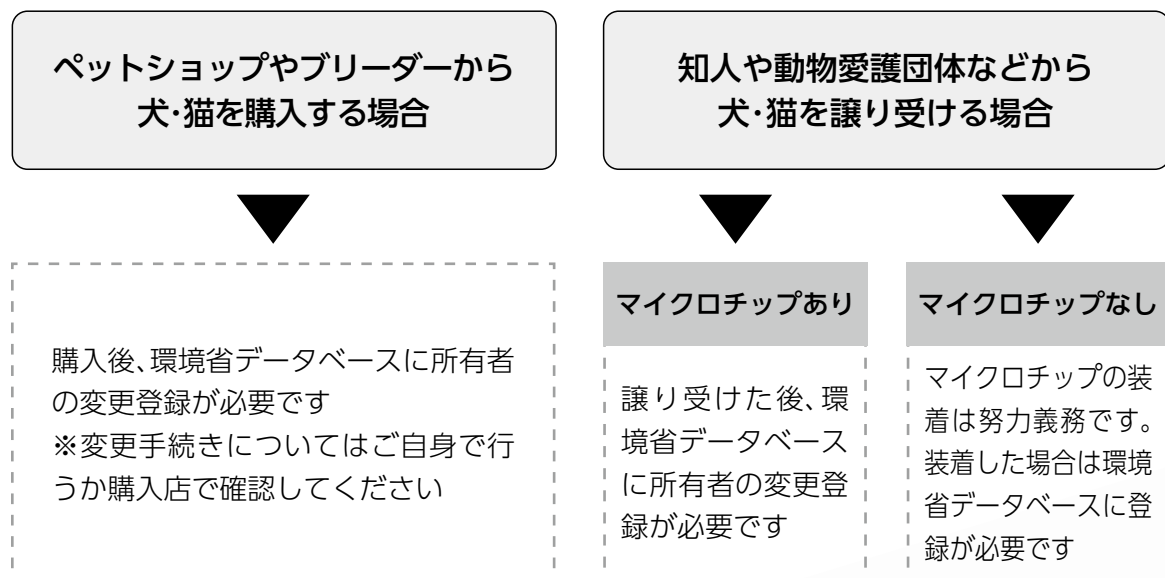 ペットショップやブリーダーから
犬・猫を購入する場合
購入後、環境省データベースに所有者
の変更登録が必要です
※変更手続きについてはご自身で行
うか購入店で確認してください
知人や動物愛護団体などから
犬・猫を譲り受ける場合
マイクロチップあり
譲り受けた後、環
境省データベース
に所有者の変更登
録が必要です
マイクロチップなし
マイクロチップの装
着は努力義務です。
装着した場合は環境
省データベースに登
録が必要です